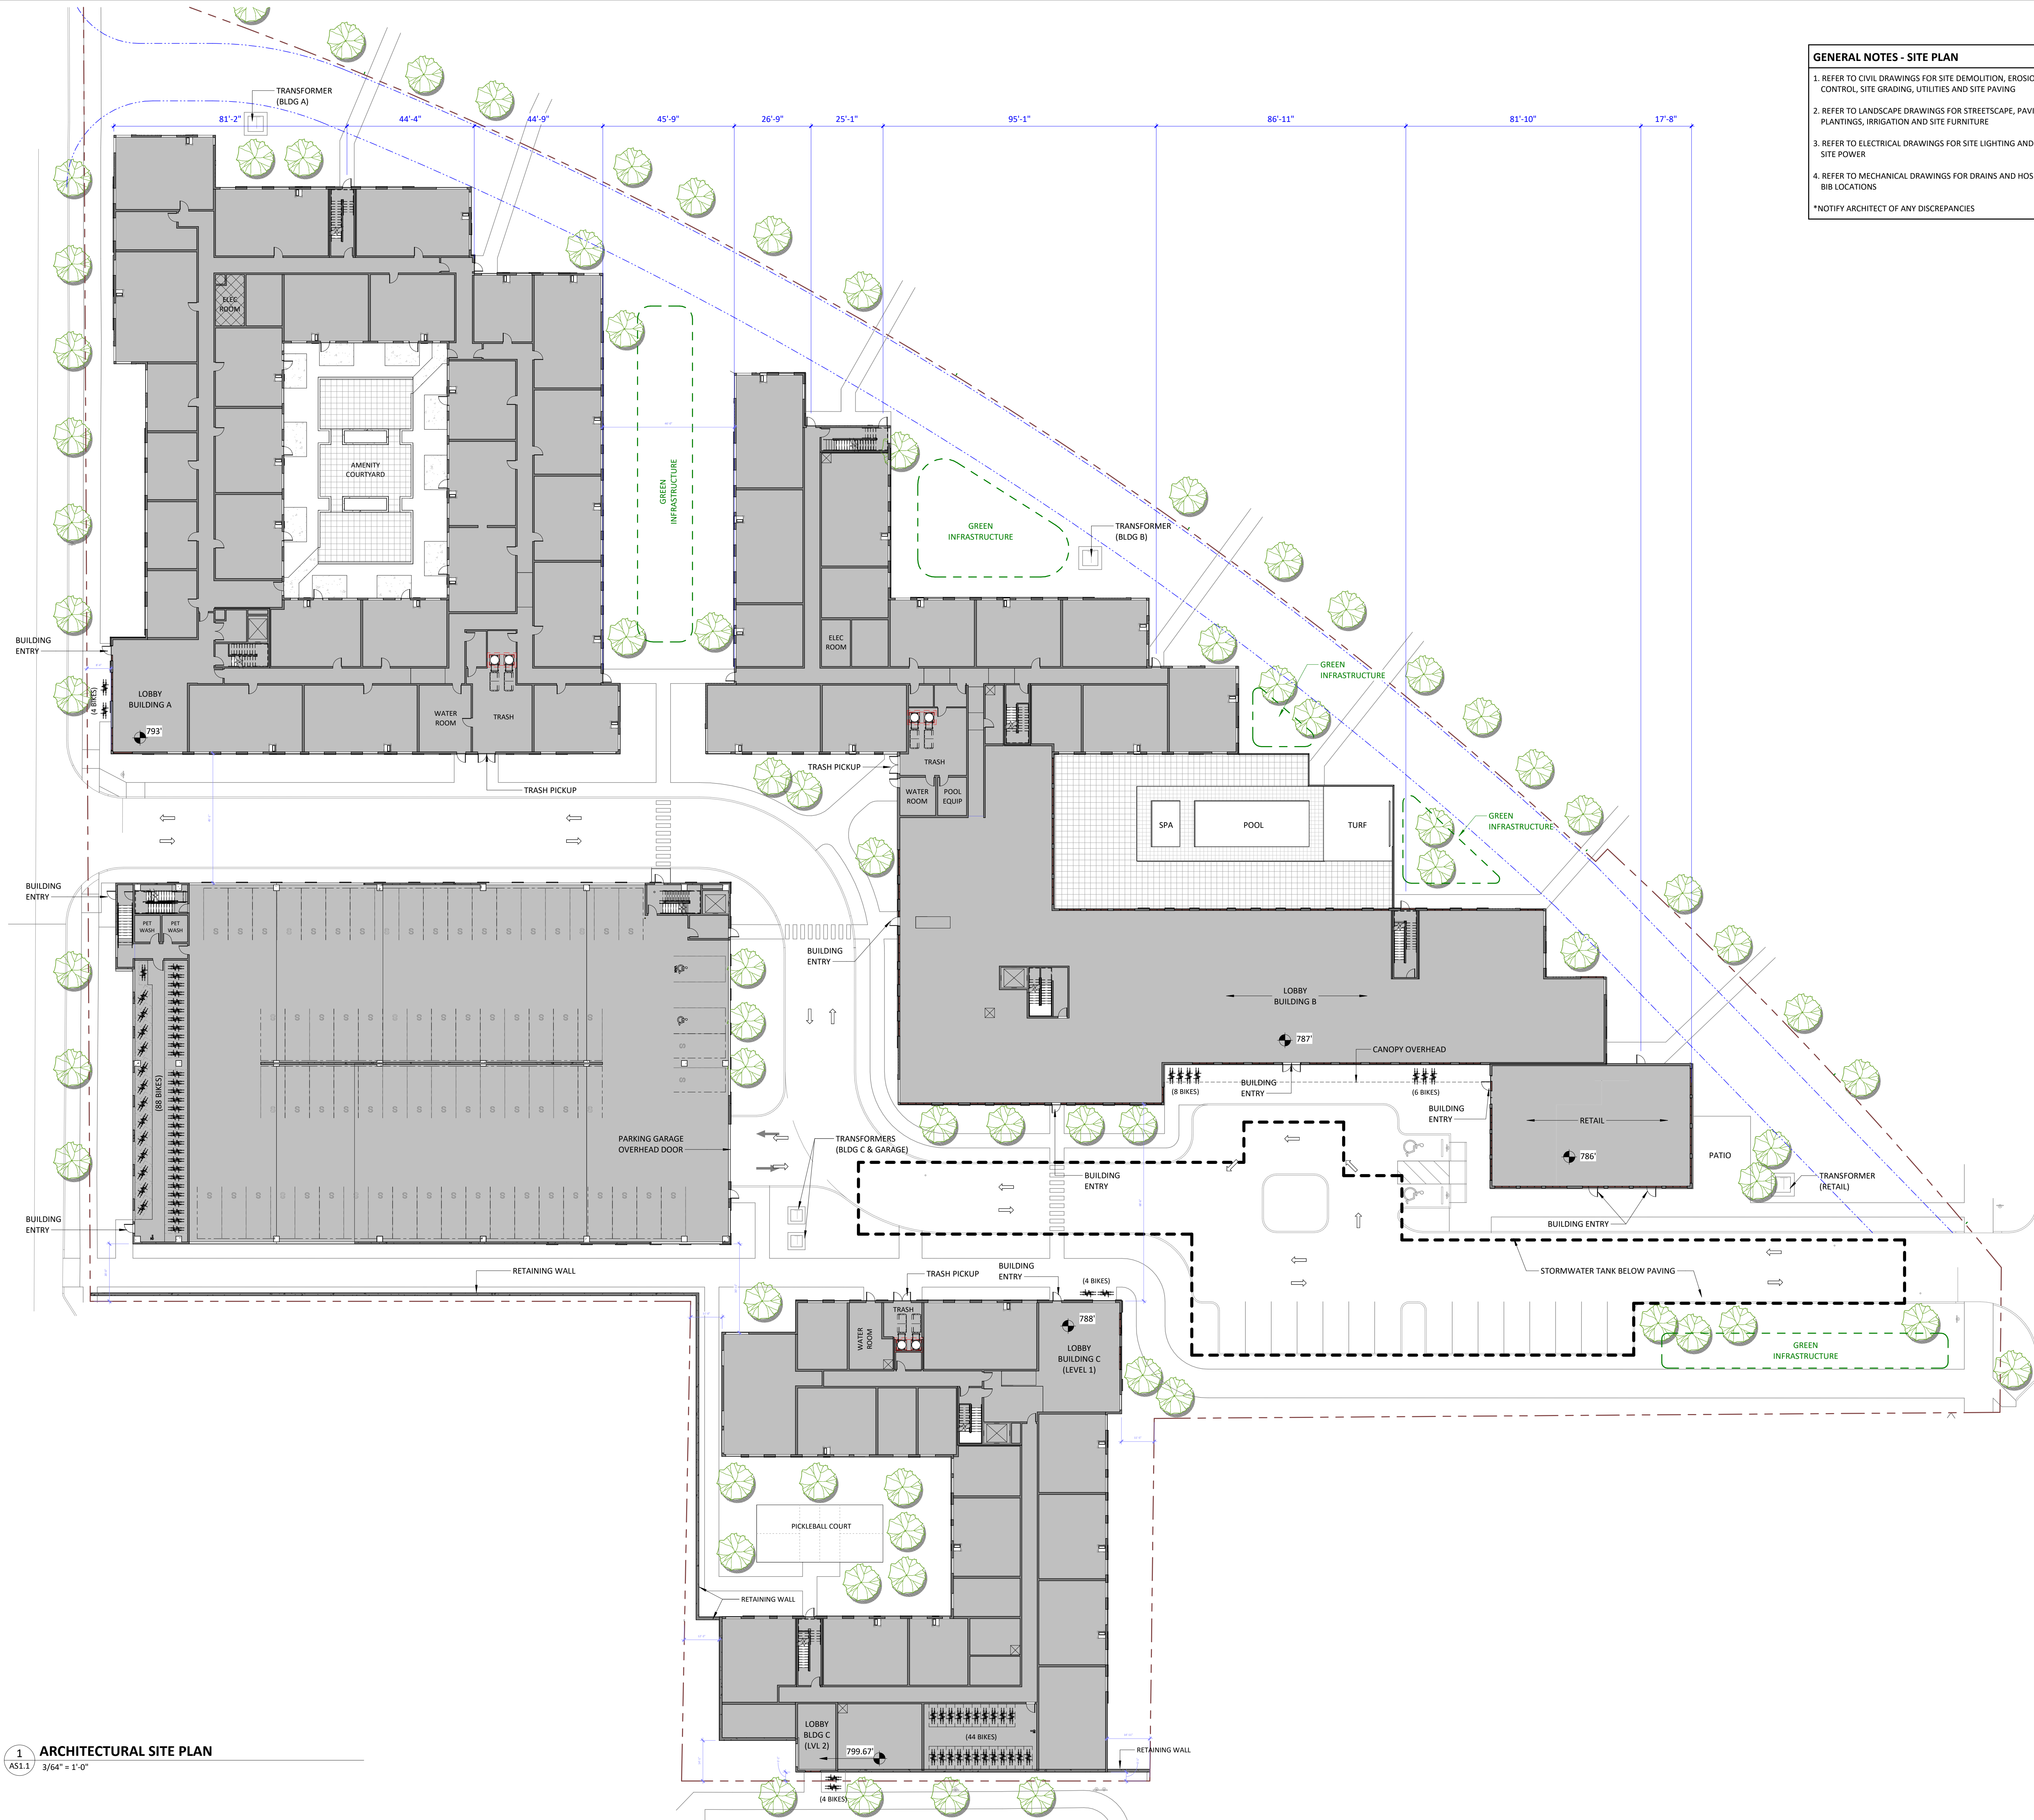 GENERAL NOTES - SITE PLAN
1. REFER TO CIVIL DRAWINGS FOR SITE DEMOLITION,
CONTROL, SITE GRADING, UTILITIES AND SITE PAVING
2. REFER TO LANDSCAPE DRAWINGS FOR STREETSCAPE,
PLANTINGS, IRRIGATION AND SITE FURNITURE
3. REFER TO ELECTRICAL DRAWINGS FOR SITE LIGHTING AND
SITE POWER
4. REFER TO MECHANICAL DRAWINGS FOR DRAINS AND
BIB LOCATIONS
*NOTIFY ARCHITECT OF ANY DISCREPANCIES
TRANSFORMER
(BLDG A)
81'-2"
44'-4"
44'-9"
45'-9"
26'-9"
25'-1"
95'-1"
86'-11"
81'-10"
17'-8"
ELEC
ROOM
AMENITY
COURTYARD
GREEN
INFRASTRUCTURE
GREEN
INFRASTRUCTURE
TRANSFORMER
(BLDG B)
BUILDING
ENTRY
ELEC
ROOM
GREEN
INFRASTRUCTURE
(4 BIKES)
LOBBY
BUILDING A
793'
WATER
ROOM
TRASH
TRASH PICKUP
TRASH PICKUP
TRASH
WATER
ROOM
POOL
EQUIP
SPA
POOL
TURF
GREEN
INFRASTRUCTURE
BUILDING
ENTRY
PET
WASH
PET
WASH
BUILDING
ENTRY
LOBBY
BUILDING B
787'
CANOPY OVERHEAD
(88 BIKES)
(8 BIKES)
BUILDING
ENTRY
(6 BIKES)
BUILDING
ENTRY
RETAIL
786'
PATIO
PARKING GARAGE
OVERHEAD DOOR
TRANSFORMERS
(BLDG C & GARAGE)
BUILDING
ENTRY
TRANSFORMER
(RETAIL)
BUILDING
ENTRY
BUILDING ENTRY
RETAINING WALL
TRASH PICKUP
BUILDING
ENTRY
(4 BIKES)
STORMWATER TANK BELOW PAVING
WATER
ROOM
TRASH
788'
LOBBY
BUILDING C
(LEVEL 1)
GREEN
INFRASTRUCTURE
PICKLEBALL COURT
RETAINING WALL
LOBBY
BLDG C
(LVL 2)
799.67'
(44 BIKES)
RETAINING WALL
(4 BIKES)
1
AS1.1
ARCHITECTURAL SITE PLAN
3/64" = 1'-0"